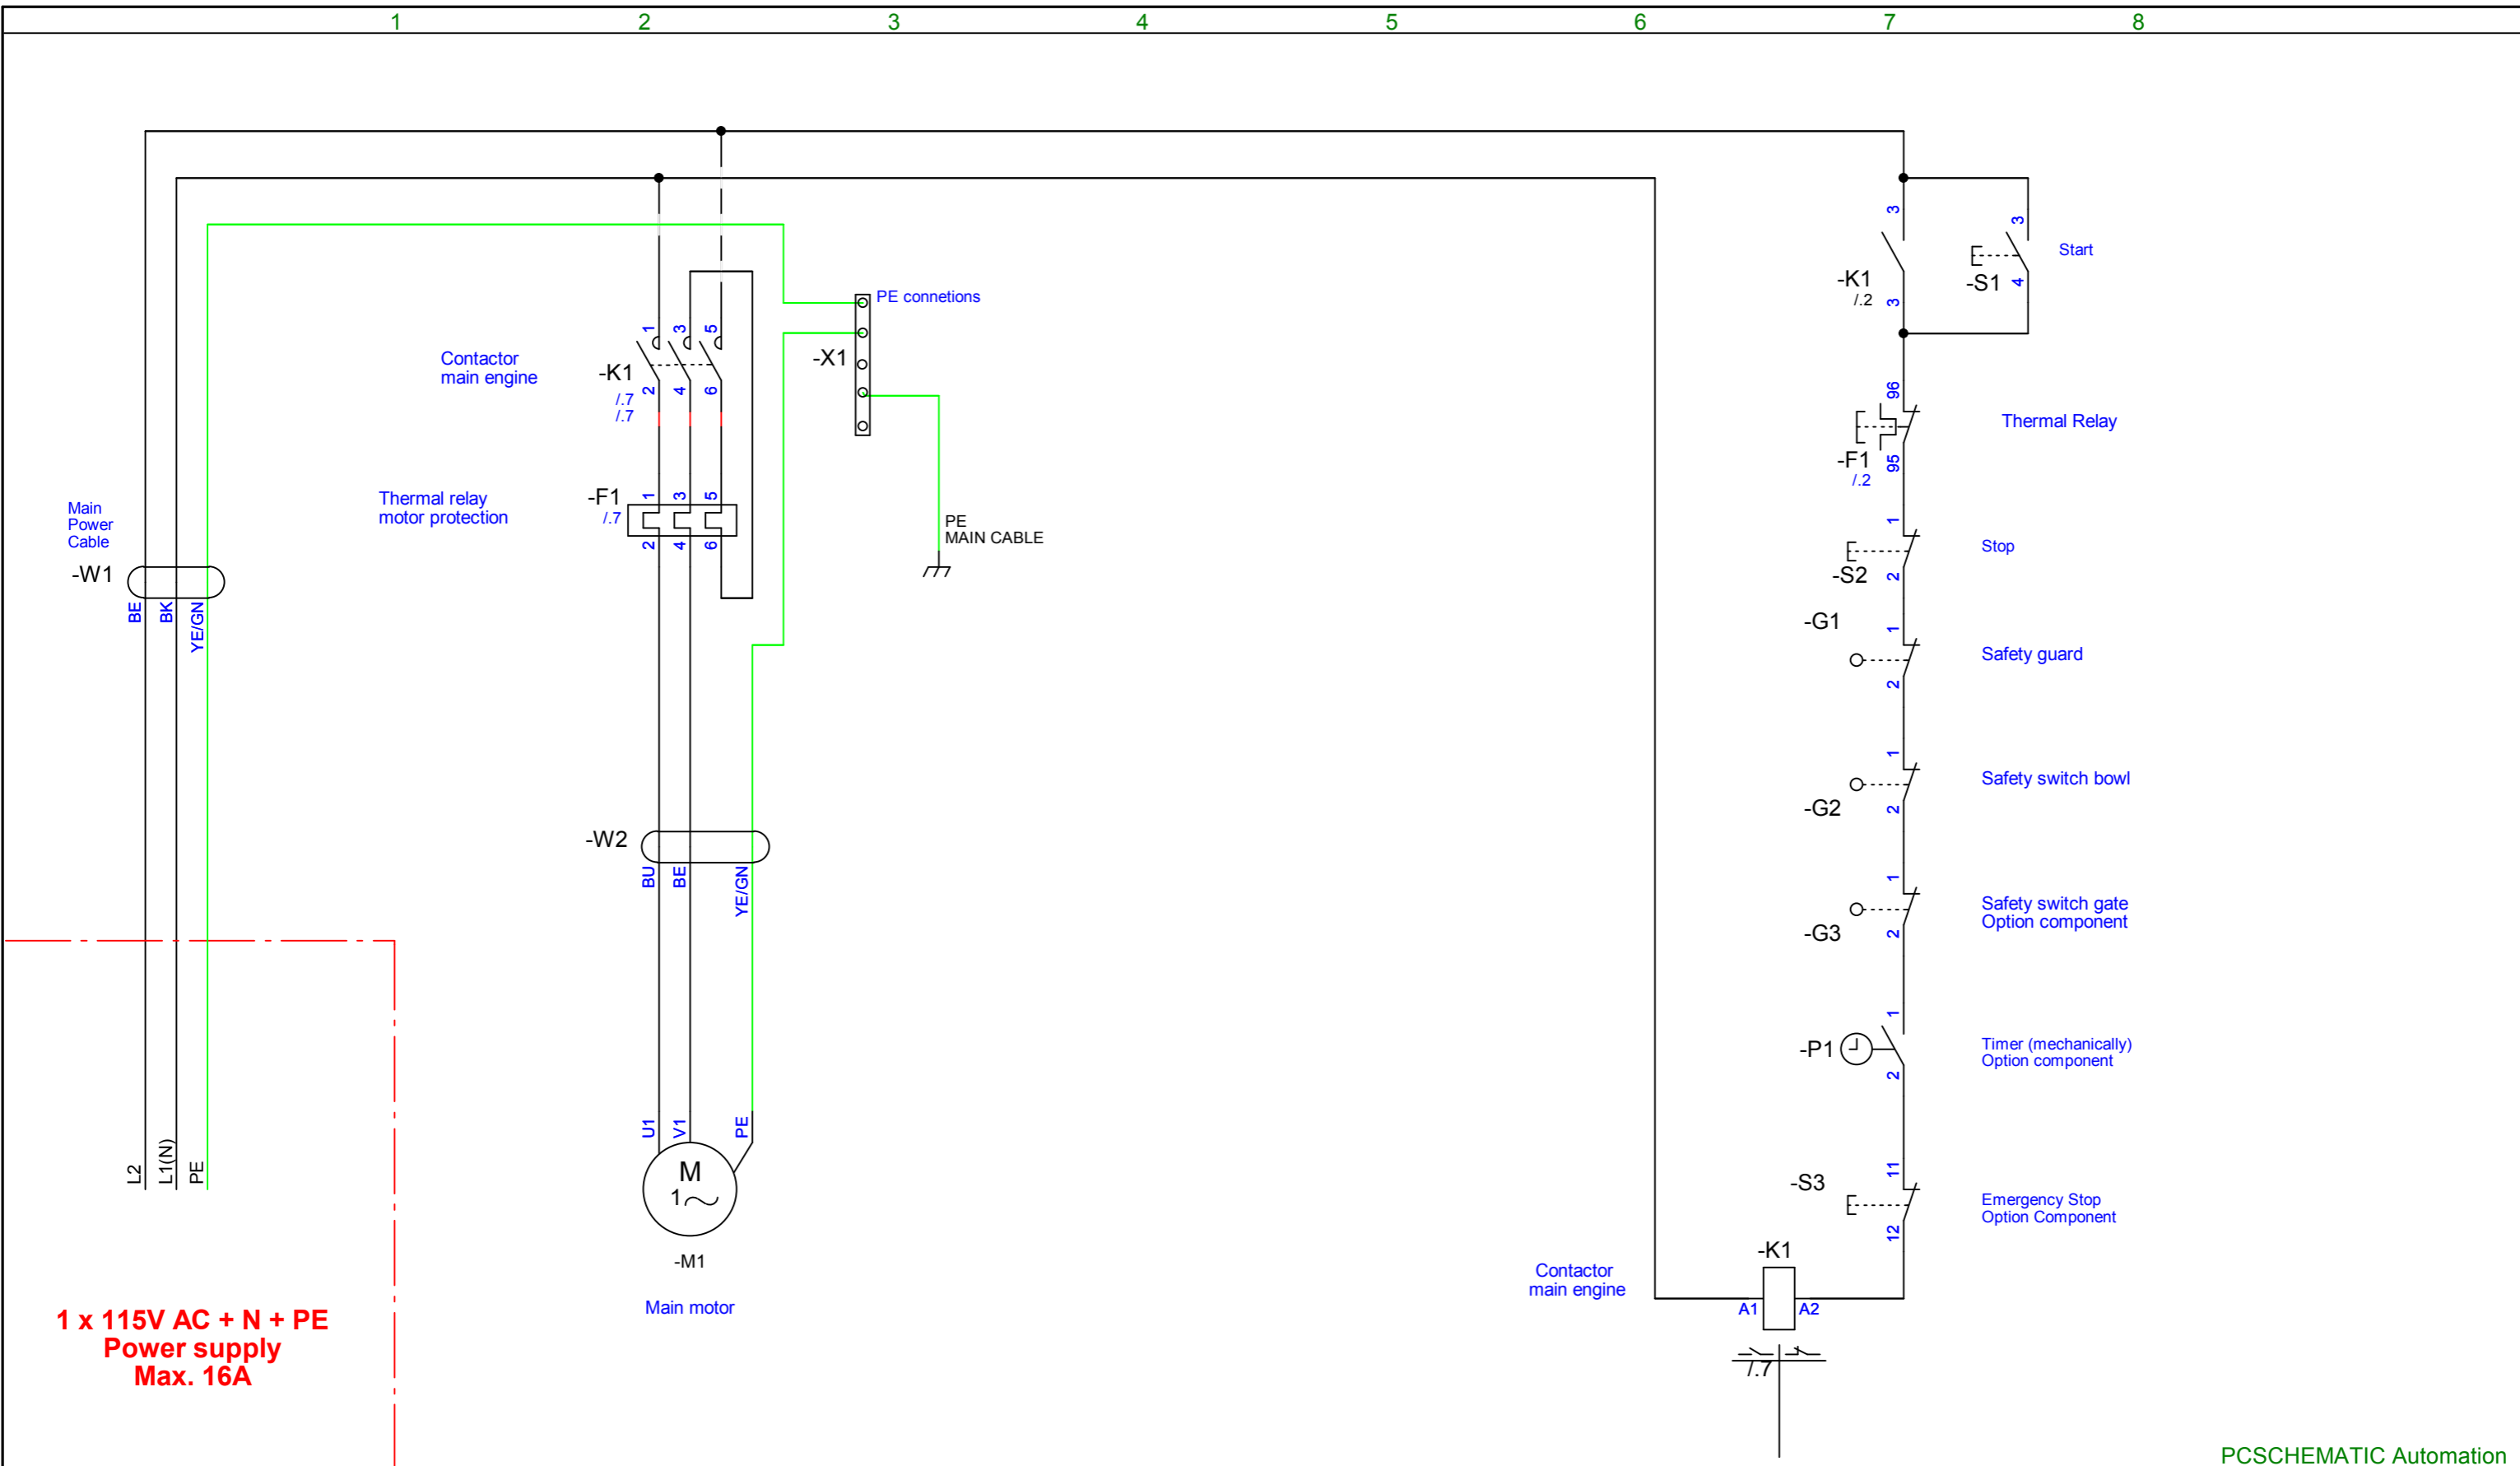 1 2 3 4 5 6 7 8
3
3
Start
-K1
/.2
3
-S1
4
PE connetions
-X1
1 3 5
Contactor
main engine
-K1
/.7
/.7
2 4 6
96
Thermal Relay
-F1
/.2
95
Thermal relay
motor protection
-F1
/.7
1 3 5
2 4 6
Main
Power
Cable
-W1
BE BK YE/GN
PE
MAIN CABLE
1
Stop
-S2
2
-G1
1
Safety guard
2
1
Safety switch bowl
-G2
2
-W2
BU BE YE/GN
1
Safety switch gate
Option component
-G3
2
1
-P1
Timer (mechanically)
Option component
2
L2 L1(N) PE
U1 V1 PE
M
1
-M1
Main motor
11
-S3
Emergency Stop
Option Component
12
-K1
Contactor
main engine
A1 A2
/.7
1 x 115V AC + N + PE
Power supply
Max. 16A
PCSCHEMATIC Automation